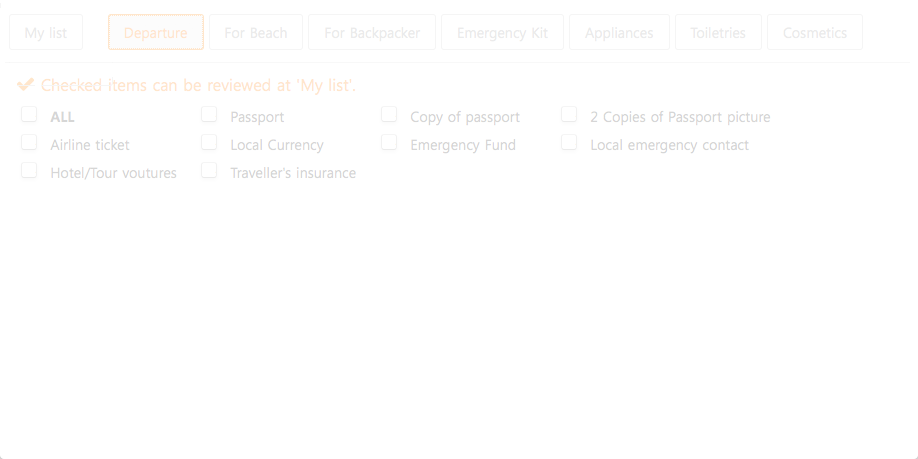 My list Departure For Beach For Backpacker Emergency Kit Appliances Toiletries Cosmetics
Checked items can be reviewed at 'My list'.
ALL Passport Copy of passport 2 Copies of Passport picture
Airline ticket Local Currency Emergency Fund Local emergency contact
Hotel/Tour voutures Traveller's insurance